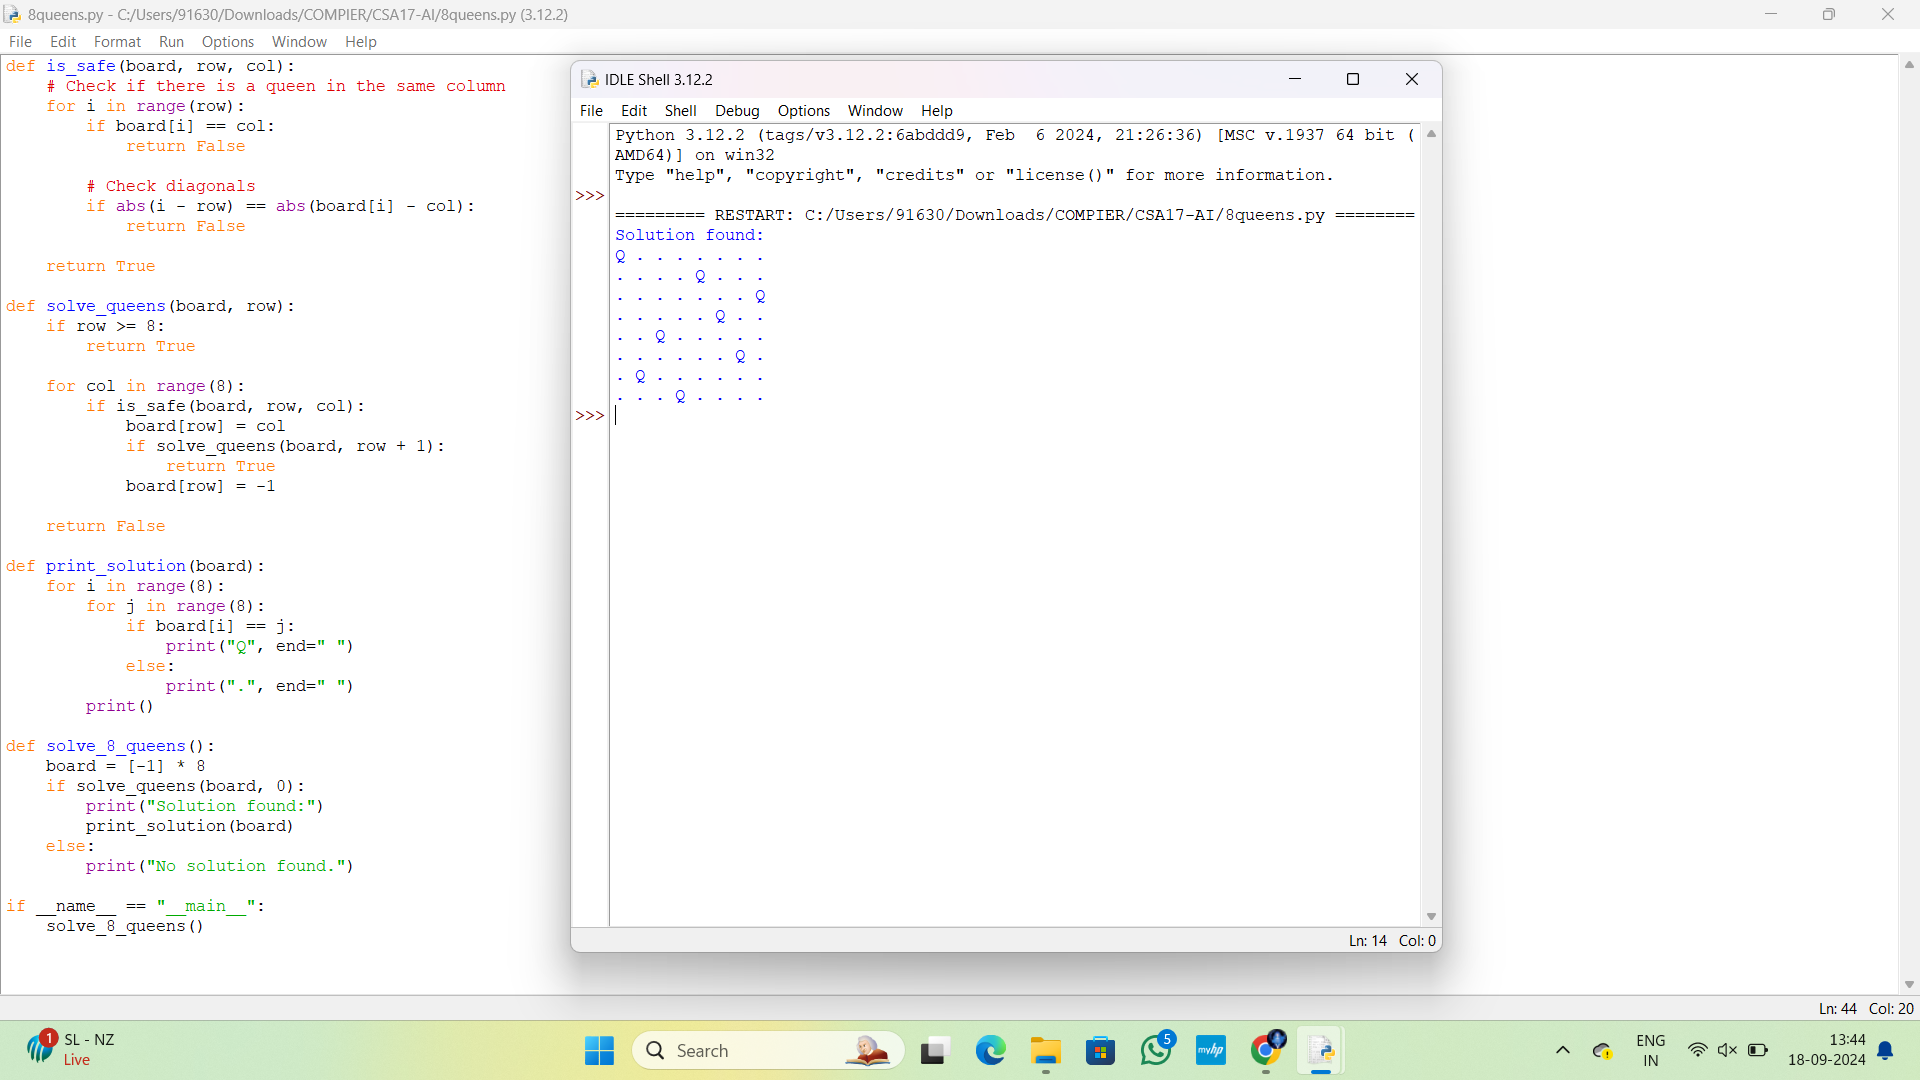 8queens.py - C:/Users/91630/Downloads/COMPIER/CSA17-AI/8queens.py (3.12.2)
File Edit Format Run Options Window Help
def is_safe(board, row, col):
    # Check if there is a queen in the same column
    for i in range(row):
        if board[i] == col:
            return False

        # Check diagonals
        if abs(i - row) == abs(board[i] - col):
            return False

    return True

def solve_queens(board, row):
    if row >= 8:
        return True

    for col in range(8):
        if is_safe(board, row, col):
            board[row] = col
            if solve_queens(board, row + 1):
                return True
            board[row] = -1

    return False

def print_solution(board):
    for i in range(8):
        for j in range(8):
            if board[i] == j:
                print("Q", end=" ")
            else:
                print(".", end=" ")
        print()

def solve_8_queens():
    board = [-1] * 8
    if solve_queens(board, 0):
        print("Solution found:")
        print_solution(board)
    else:
        print("No solution found.")

if __name__ == "__main__":
    solve_8_queens()
IDLE Shell 3.12.2
File Edit Shell Debug Options Window Help
Python 3.12.2 (tags/v3.12.2:6abddd9, Feb  6 2024, 21:26:36) [MSC v.1937 64 bit (
AMD64)] on win32
Type "help", "copyright", "credits" or "license()" for more information.
>>>
========= RESTART: C:/Users/91630/Downloads/COMPIER/CSA17-AI/8queens.py ========
Solution found:
Q . . . . . . .
. . . . Q . . .
. . . . . . . Q
. . . . . Q . .
. . Q . . . . .
. . . . . . Q .
. Q . . . . . .
. . . Q . . . .
>>>
Ln: 14 Col: 0
Ln: 44 Col: 20
1
SL - NZ
Live
Search
5
myhp
ENG
IN
13:44
18-09-2024